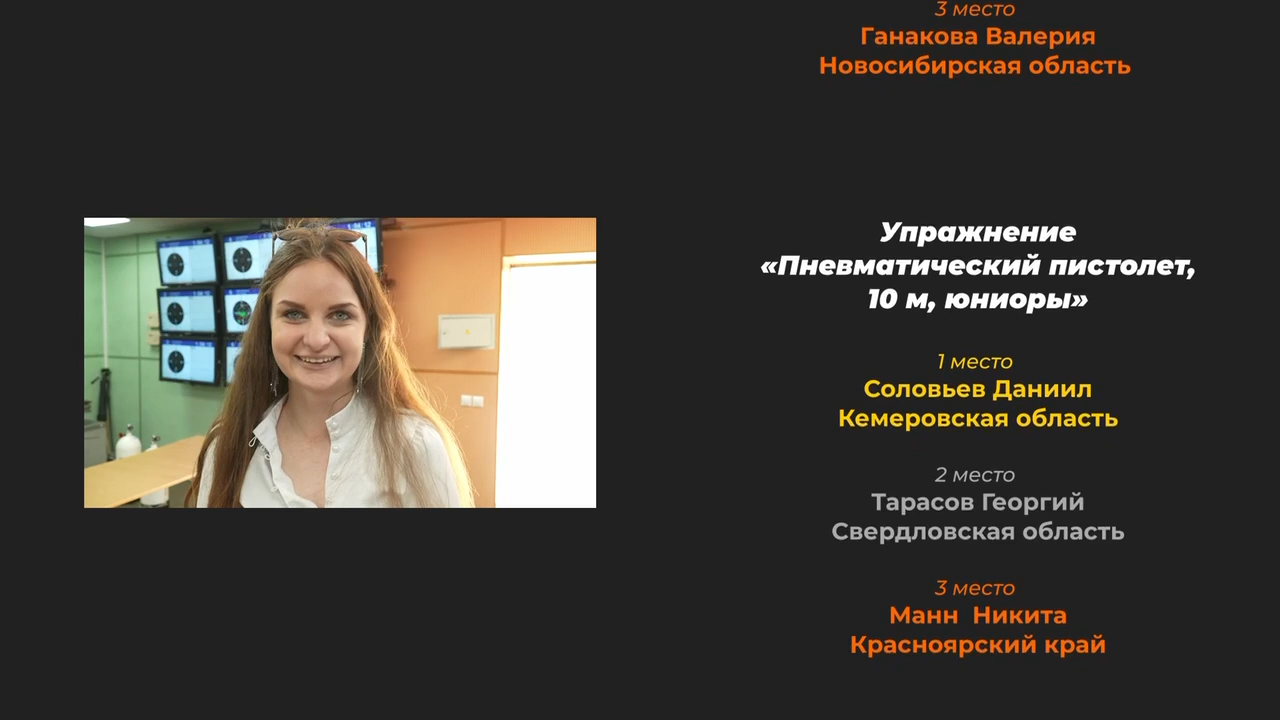 3 место
Ганакова Валерия
Новосибирская область
Упражнение
«Пневматический пистолет,
10 м, юниоры»
1 место
Соловьев Даниил
Кемеровская область
2 место
Тарасов Георгий
Свердловская область
3 место
Манн Никита
Красноярский край